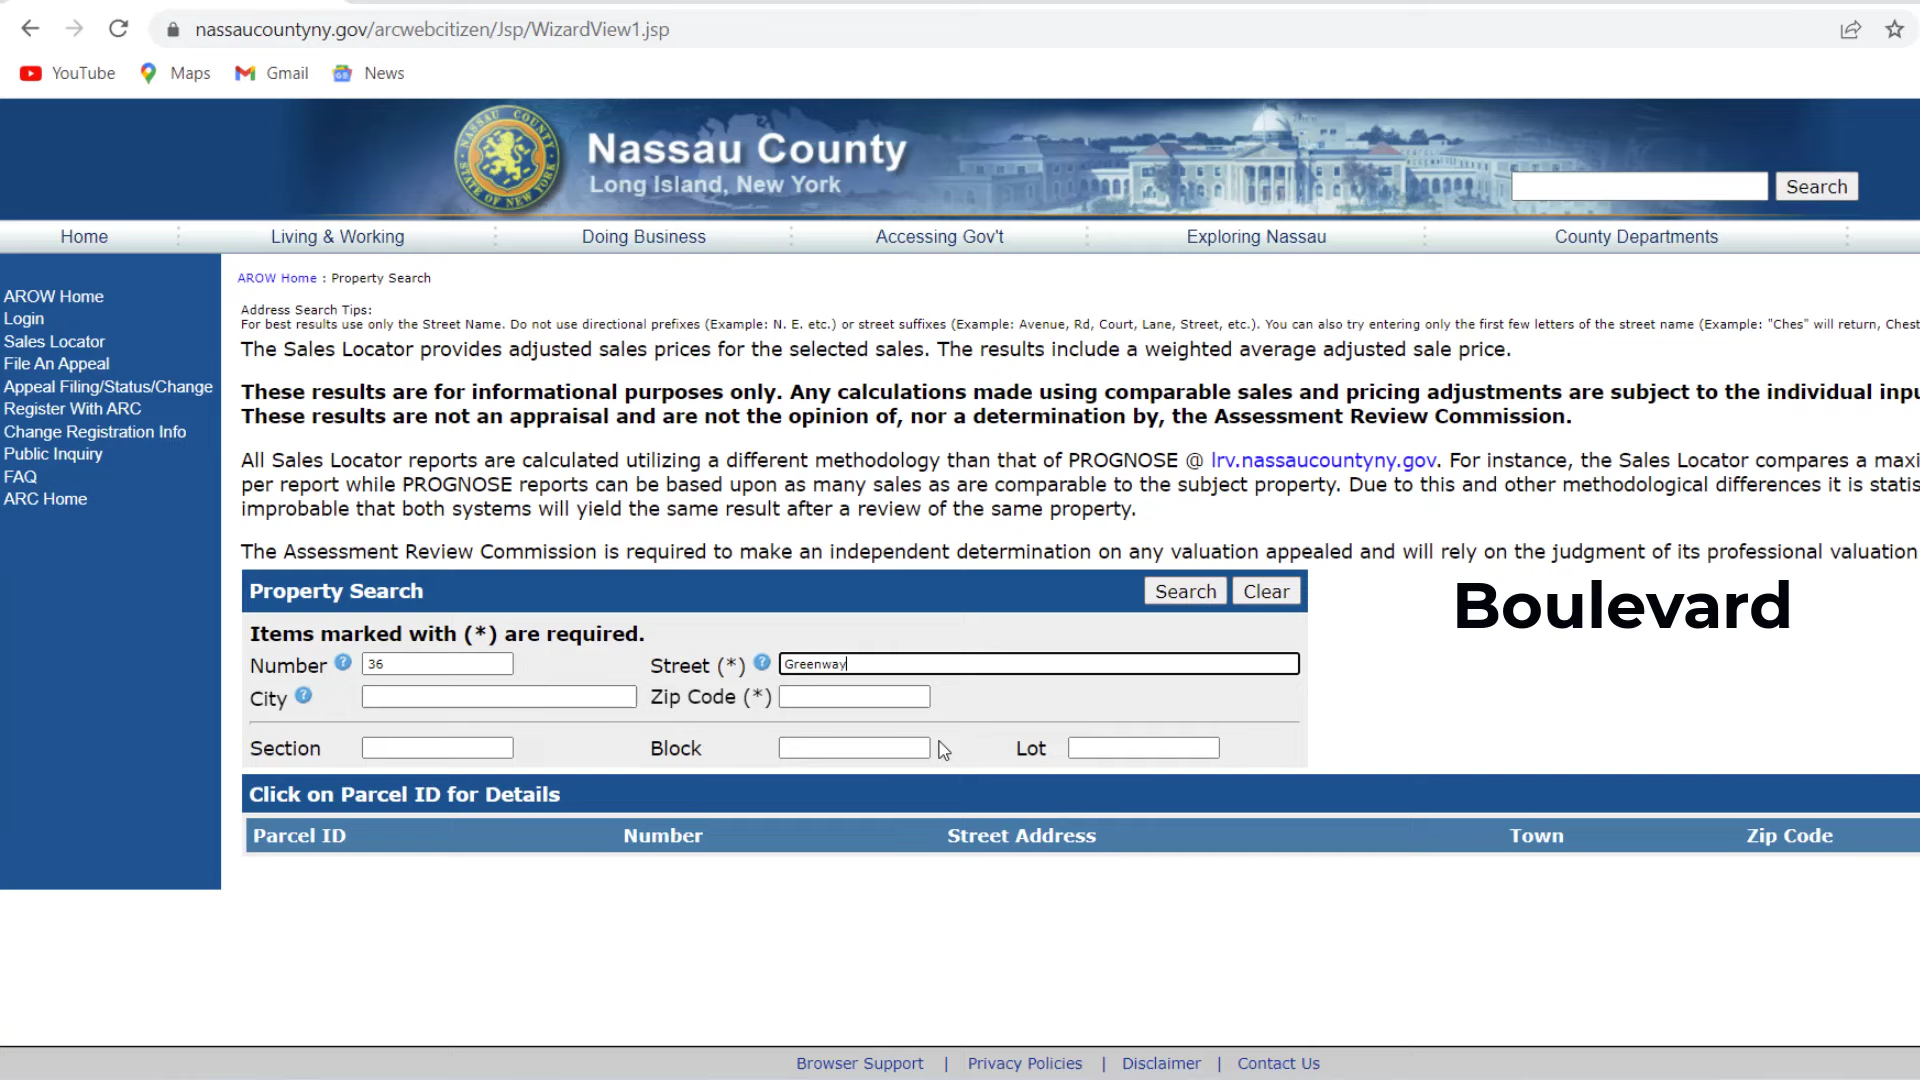 nassaucountyny.gov/arcwebcitizen/Jsp/WizardView1.jsp
YouTube Maps Gmail News
NASSAU COUNTY
STATE OF NEW YORK
Nassau County
Long Island, New York
Search
Home Living & Working Doing Business Accessing Gov't Exploring Nassau County Departments
AROW Home
Login
Sales Locator
File An Appeal
Appeal Filing/Status/Change
Register With ARC
Change Registration Info
Public Inquiry
FAQ
ARC Home
AROW Home : Property Search
Address Search Tips:
For best results use only the Street Name. Do not use directional prefixes (Example: N. E. etc.) or street suffixes (Example: Avenue, Rd, Court, Lane, Street, etc.). You can also try entering only the first few letters of the street name (Example: "Ches" will return, Chest
The Sales Locator provides adjusted sales prices for the selected sales. The results include a weighted average adjusted sale price.
These results are for informational purposes only. Any calculations made using comparable sales and pricing adjustments are subject to the individual inpu
These results are not an appraisal and are not the opinion of, nor a determination by, the Assessment Review Commission.
All Sales Locator reports are calculated utilizing a different methodology than that of PROGNOSE @ lrv.nassaucountyny.gov. For instance, the Sales Locator compares a maxi
per report while PROGNOSE reports can be based upon as many sales as are comparable to the subject property. Due to this and other methodological differences it is statis
improbable that both systems will yield the same result after a review of the same property.
The Assessment Review Commission is required to make an independent determination on any valuation appealed and will rely on the judgment of its professional valuation
Property Search Search Clear
Boulevard
Items marked with (*) are required.
Number ? 36 Street (*) ? Greenway
City ? Zip Code (*)
Section Block Lot
Click on Parcel ID for Details
Parcel ID Number Street Address Town Zip Code
Browser Support | Privacy Policies | Disclaimer | Contact Us